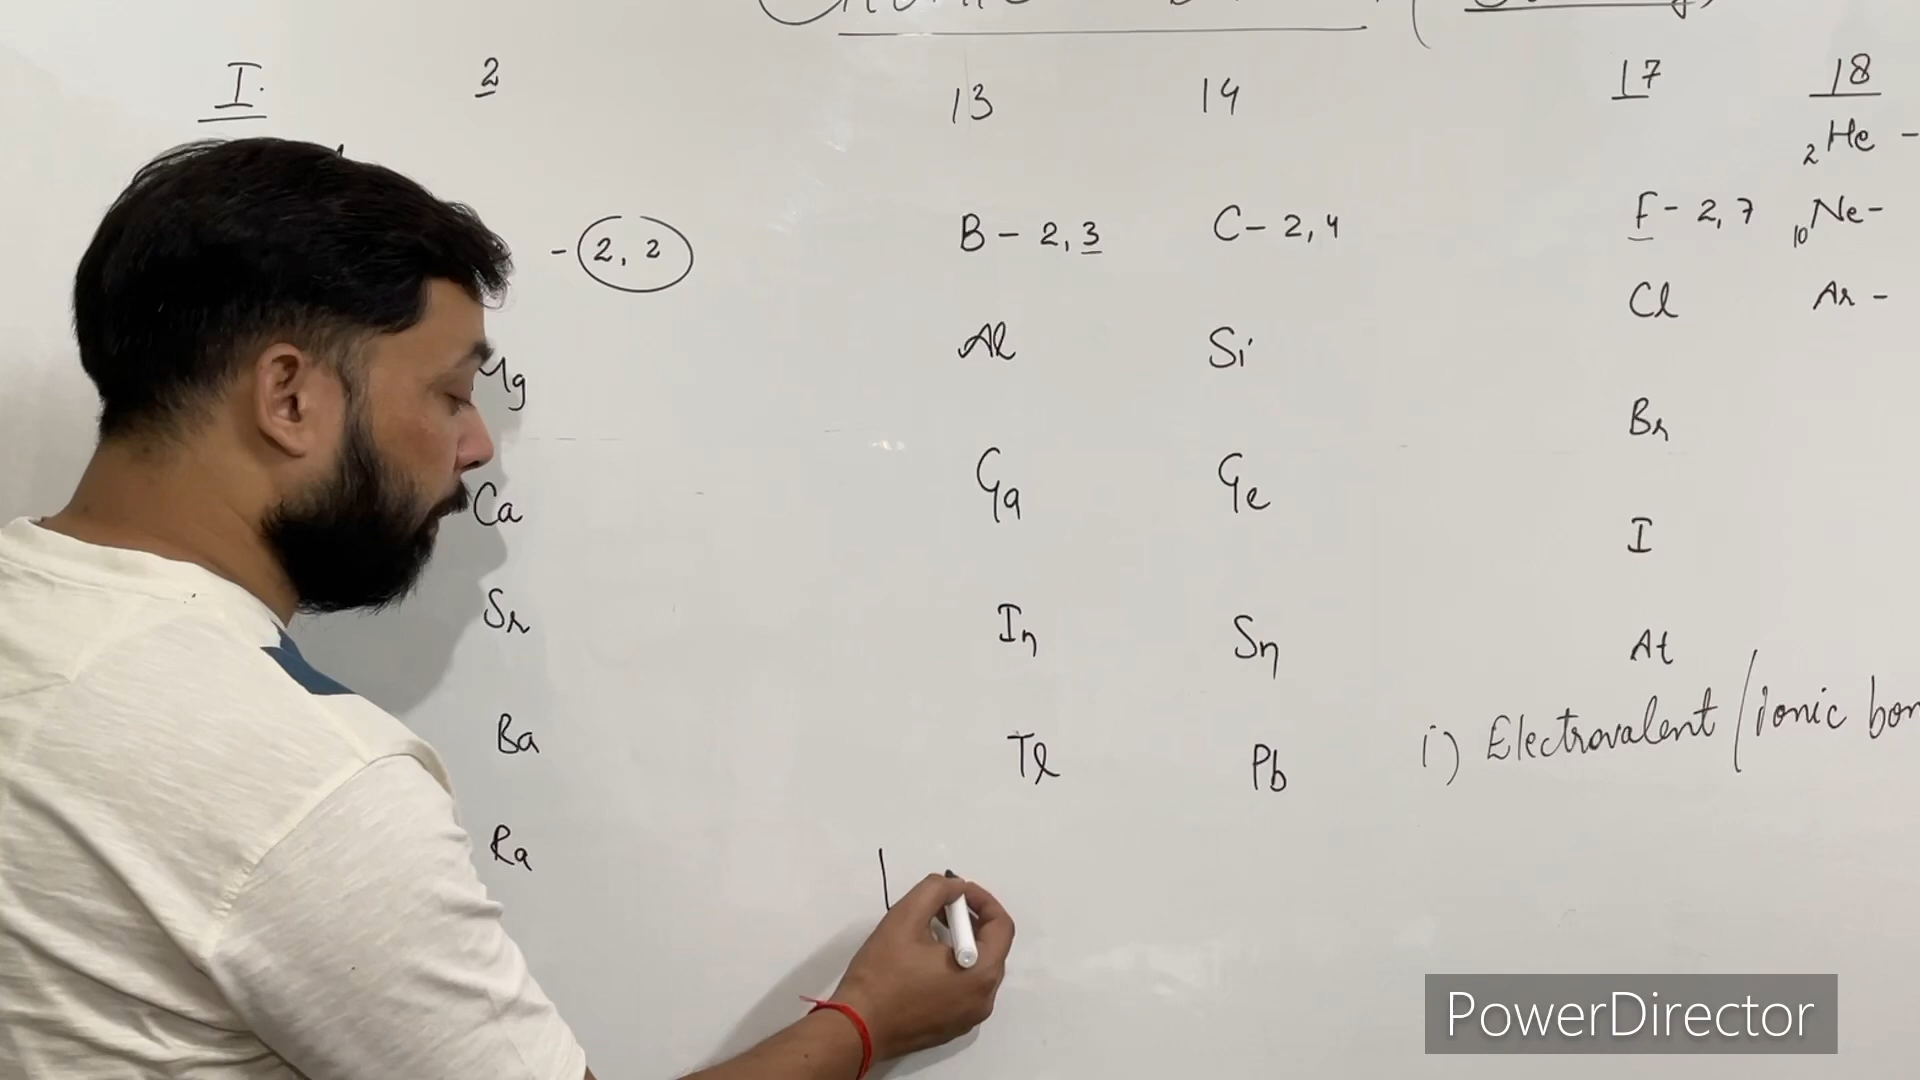 I. 2 13 14 17 18
2He -
- 2, 2 B - 2, 3 C - 2, 4 F - 2, 7 10Ne -
Cl Ar -
Mg Al Si
Br
Ca Ga Ge
I
Sr In Sn At
i) Electrovalent / ionic bon
Ba Tl Pb
Ra
PowerDirector